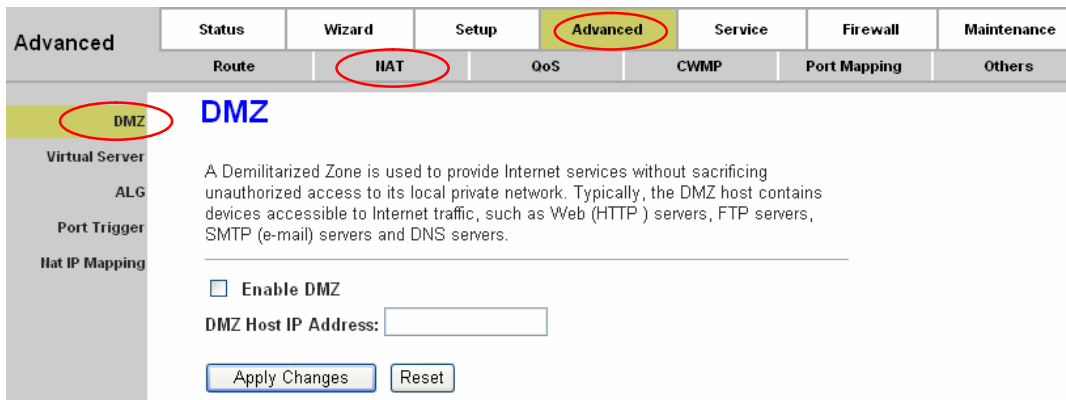 Advanced
Status Wizard Setup Advanced Service Firewall Maintenance
Route NAT QoS CWMP Port Mapping Others
DMZ
Virtual Server
ALG
Port Trigger
Nat IP Mapping
DMZ
A Demilitarized Zone is used to provide Internet services without sacrificing
unauthorized access to its local private network. Typically, the DMZ host contains
devices accessible to Internet traffic, such as Web (HTTP ) servers, FTP servers,
SMTP (e-mail) servers and DNS servers.
Enable DMZ
DMZ Host IP Address:
Apply Changes Reset